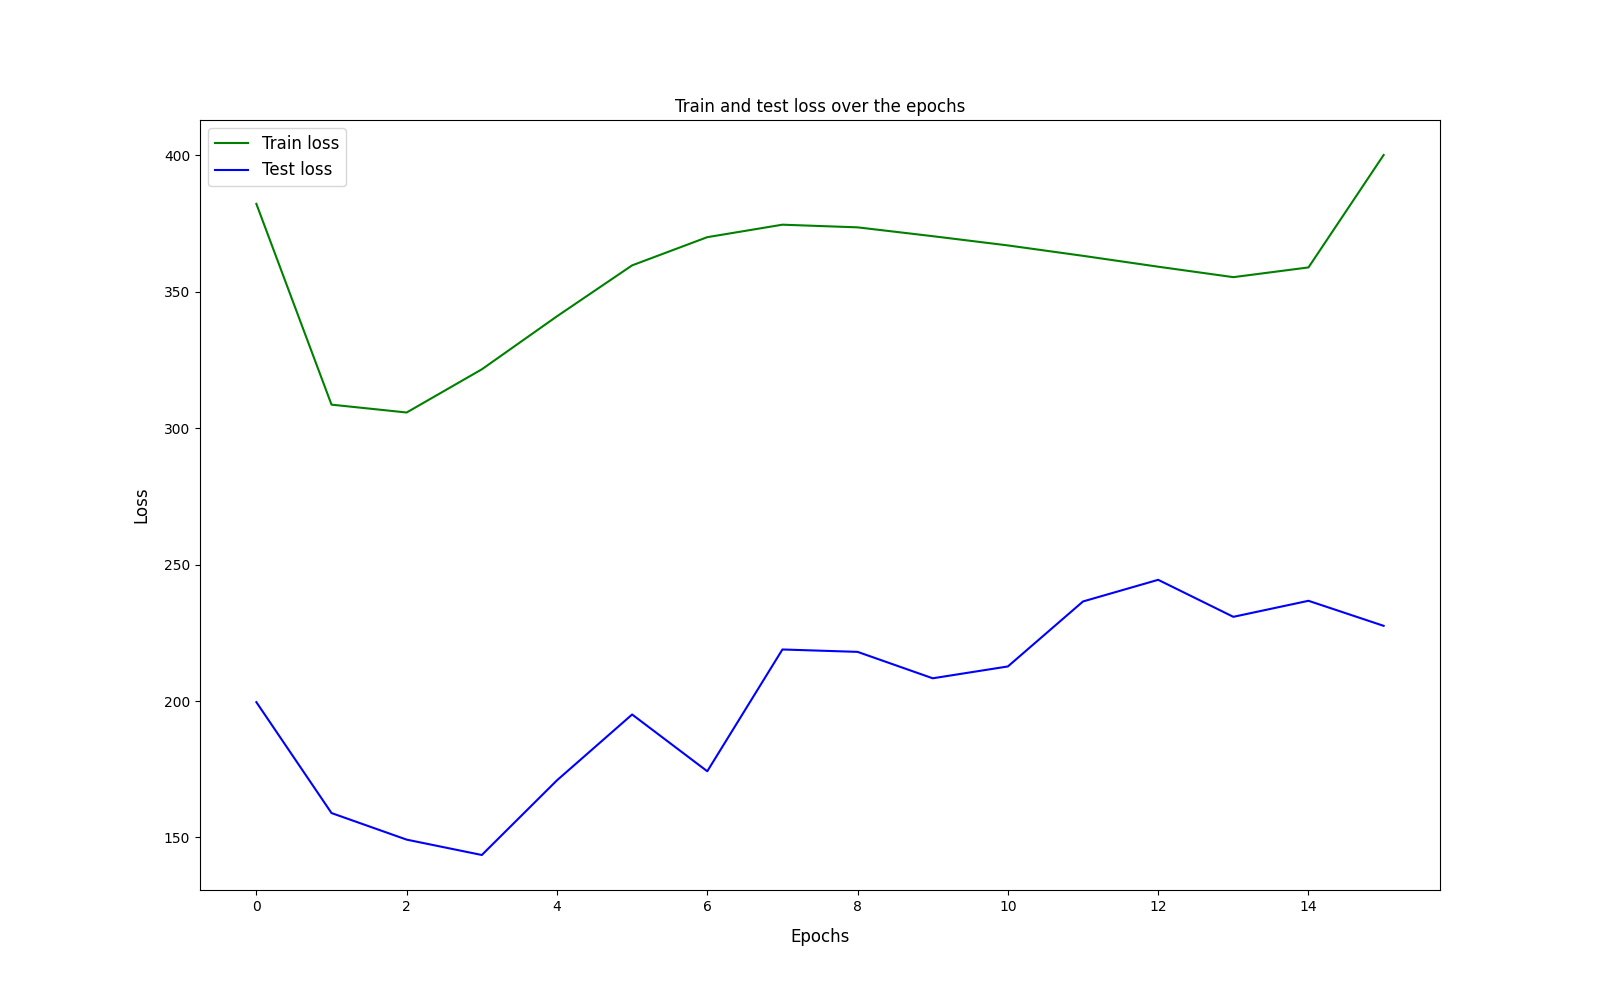 Train and test loss over the epochs
Train loss
Test loss
400
350
300
250
200
150
Loss
0 2 4 6 8 10 12 14
Epochs